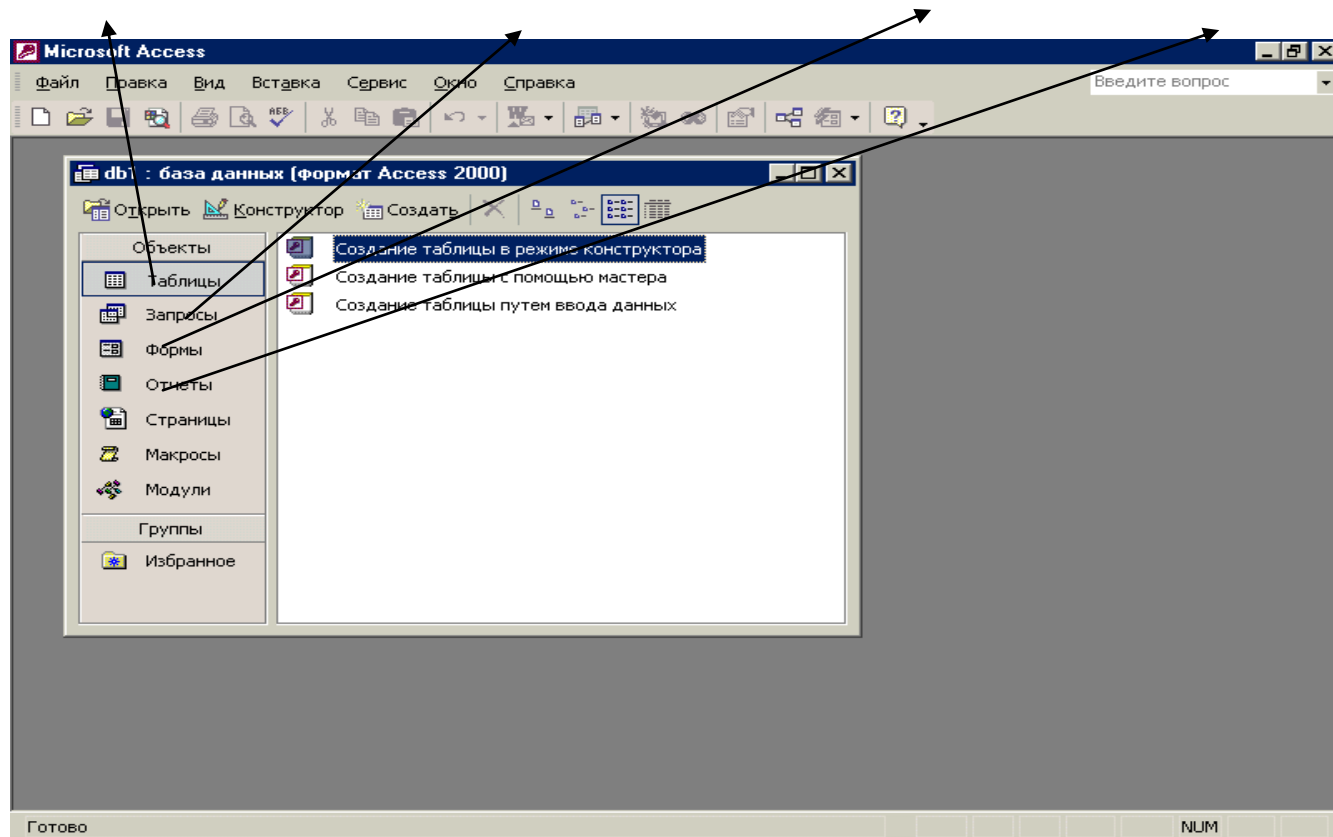 Microsoft Access
Файл Правка Вид Вставка Сервис Окно Справка Введите вопрос
db1 : база данных (формат Access 2000)
Открыть Конструктор Создать
Объекты
Таблицы
Запросы
Формы
Отчеты
Страницы
Макросы
Модули
Группы
Избранное
Создание таблицы в режиме конструктора
Создание таблицы с помощью мастера
Создание таблицы путем ввода данных
Готово NUM